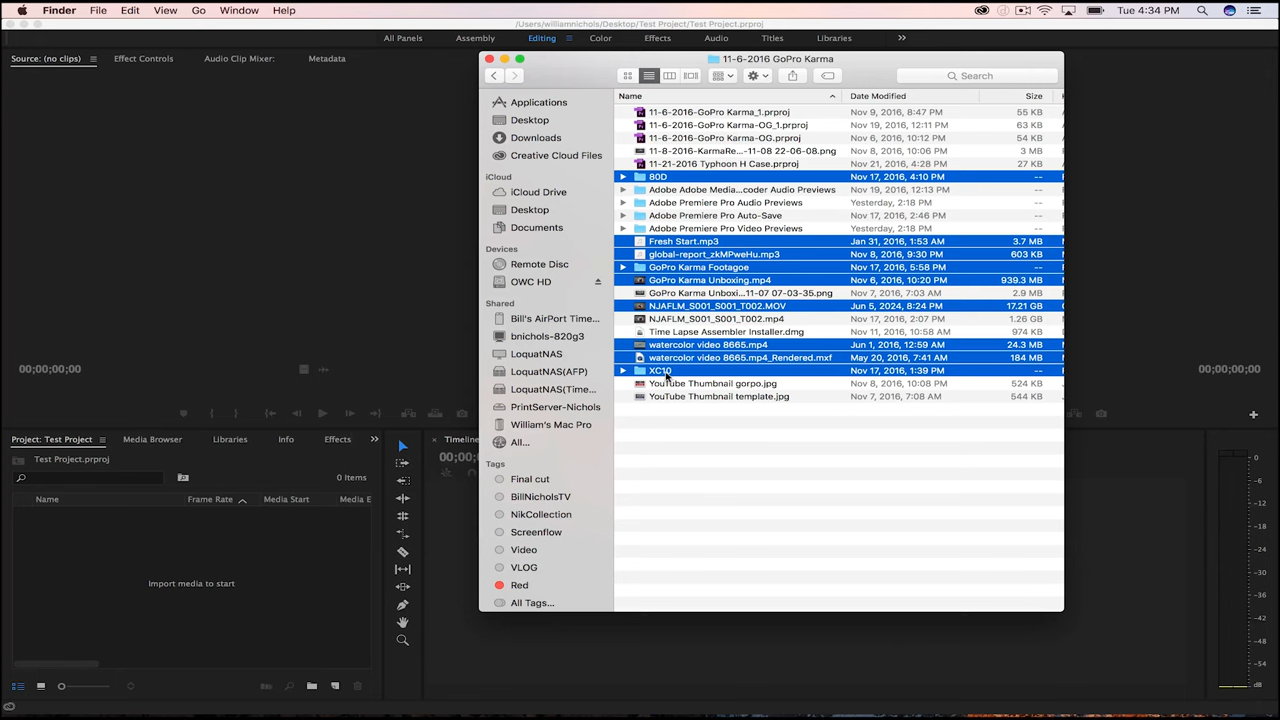 Finder File Edit View Go Window Help Tue 4:34 PM
/Users/williamnichols/Desktop/Test Project/Test Project.prproj
All Panels Assembly Editing Color Effects Audio Titles Libraries
Source: (no clips) Effect Controls Audio Clip Mixer: Metadata
11-6-2016 GoPro Karma
Search
Name Date Modified Size
Applications
Desktop
Downloads
Creative Cloud Files
iCloud
iCloud Drive
Desktop
Documents
Devices
Remote Disc
OWC HD
Shared
Bill's AirPort Time...
bnichols-820g3
LoquatNAS
LoquatNAS(AFP)
LoquatNAS(Time...
PrintServer-Nichols
William's Mac Pro
All...
Tags
Final cut
BillNicholsTV
NikCollection
Screenflow
Video
VLOG
Red
All Tags...
11-6-2016-GoPro Karma_1.prproj Nov 9, 2016, 8:47 PM 55 KB
11-6-2016-GoPro Karma-OG_1.prproj Nov 19, 2016, 12:11 PM 63 KB
11-6-2016-GoPro Karma-OG.prproj Nov 6, 2016, 10:12 PM 54 KB
11-8-2016-KarmaRe...-11-08 22-06-08.png Nov 8, 2016, 10:06 PM 3 MB
11-21-2016 Typhoon H Case.prproj Nov 21, 2016, 4:28 PM 27 KB
80D Nov 17, 2016, 4:10 PM --
Adobe Adobe Media...coder Audio Previews Nov 19, 2016, 12:13 PM --
Adobe Premiere Pro Audio Previews Yesterday, 2:18 PM --
Adobe Premiere Pro Auto-Save Nov 17, 2016, 2:46 PM --
Adobe Premiere Pro Video Previews Yesterday, 2:18 PM --
Fresh Start.mp3 Jan 31, 2016, 1:53 AM 3.7 MB
global-report_zkMPweHu.mp3 Nov 8, 2016, 9:30 PM 603 KB
GoPro Karma Footagoe Nov 17, 2016, 5:58 PM --
GoPro Karma Unboxing.mp4 Nov 6, 2016, 10:20 PM 939.3 MB
GoPro Karma Unboxi...11-07 07-03-35.png Nov 7, 2016, 7:03 AM 2.9 MB
NJAFLM_S001_S001_T002.MOV Jun 5, 2024, 8:24 PM 17.21 GB
NJAFLM_S001_S001_T002.mp4 Nov 17, 2016, 2:07 PM 1.26 GB
Time Lapse Assembler Installer.dmg Nov 11, 2016, 10:58 AM 974 KB
watercolor video 8665.mp4 Jun 1, 2016, 12:59 AM 24.3 MB
watercolor video 8665.mp4_Rendered.mxf May 20, 2016, 7:41 AM 184 MB
XC10 Nov 17, 2016, 1:39 PM --
YouTube Thumbnail gorpo.jpg Nov 8, 2016, 10:08 PM 524 KB
YouTube Thumbnail template.jpg Nov 7, 2016, 7:08 AM 544 KB
00;00;00;00 00;00;00;00
Project: Test Project Media Browser Libraries Info Effects
Test Project.prproj
0 Items
Name Frame Rate Media Start Media E
Import media to start
Timeline
00;00;
0
-6
-12
-18
-24
-30
-36
-42
-48
-54
dB